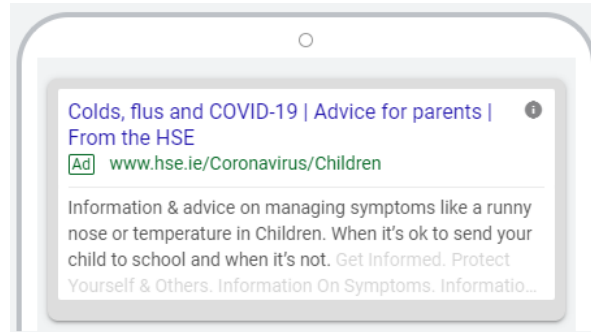 Colds, flus and COVID-19 | Advice for parents |
From the HSE
Ad www.hse.ie/Coronavirus/Children
Information & advice on managing symptoms like a runny
nose or temperature in Children. When it's ok to send your
child to school and when it's not. Get Informed. Protect
Yourself & Others. Information On Symptoms. Informatio...